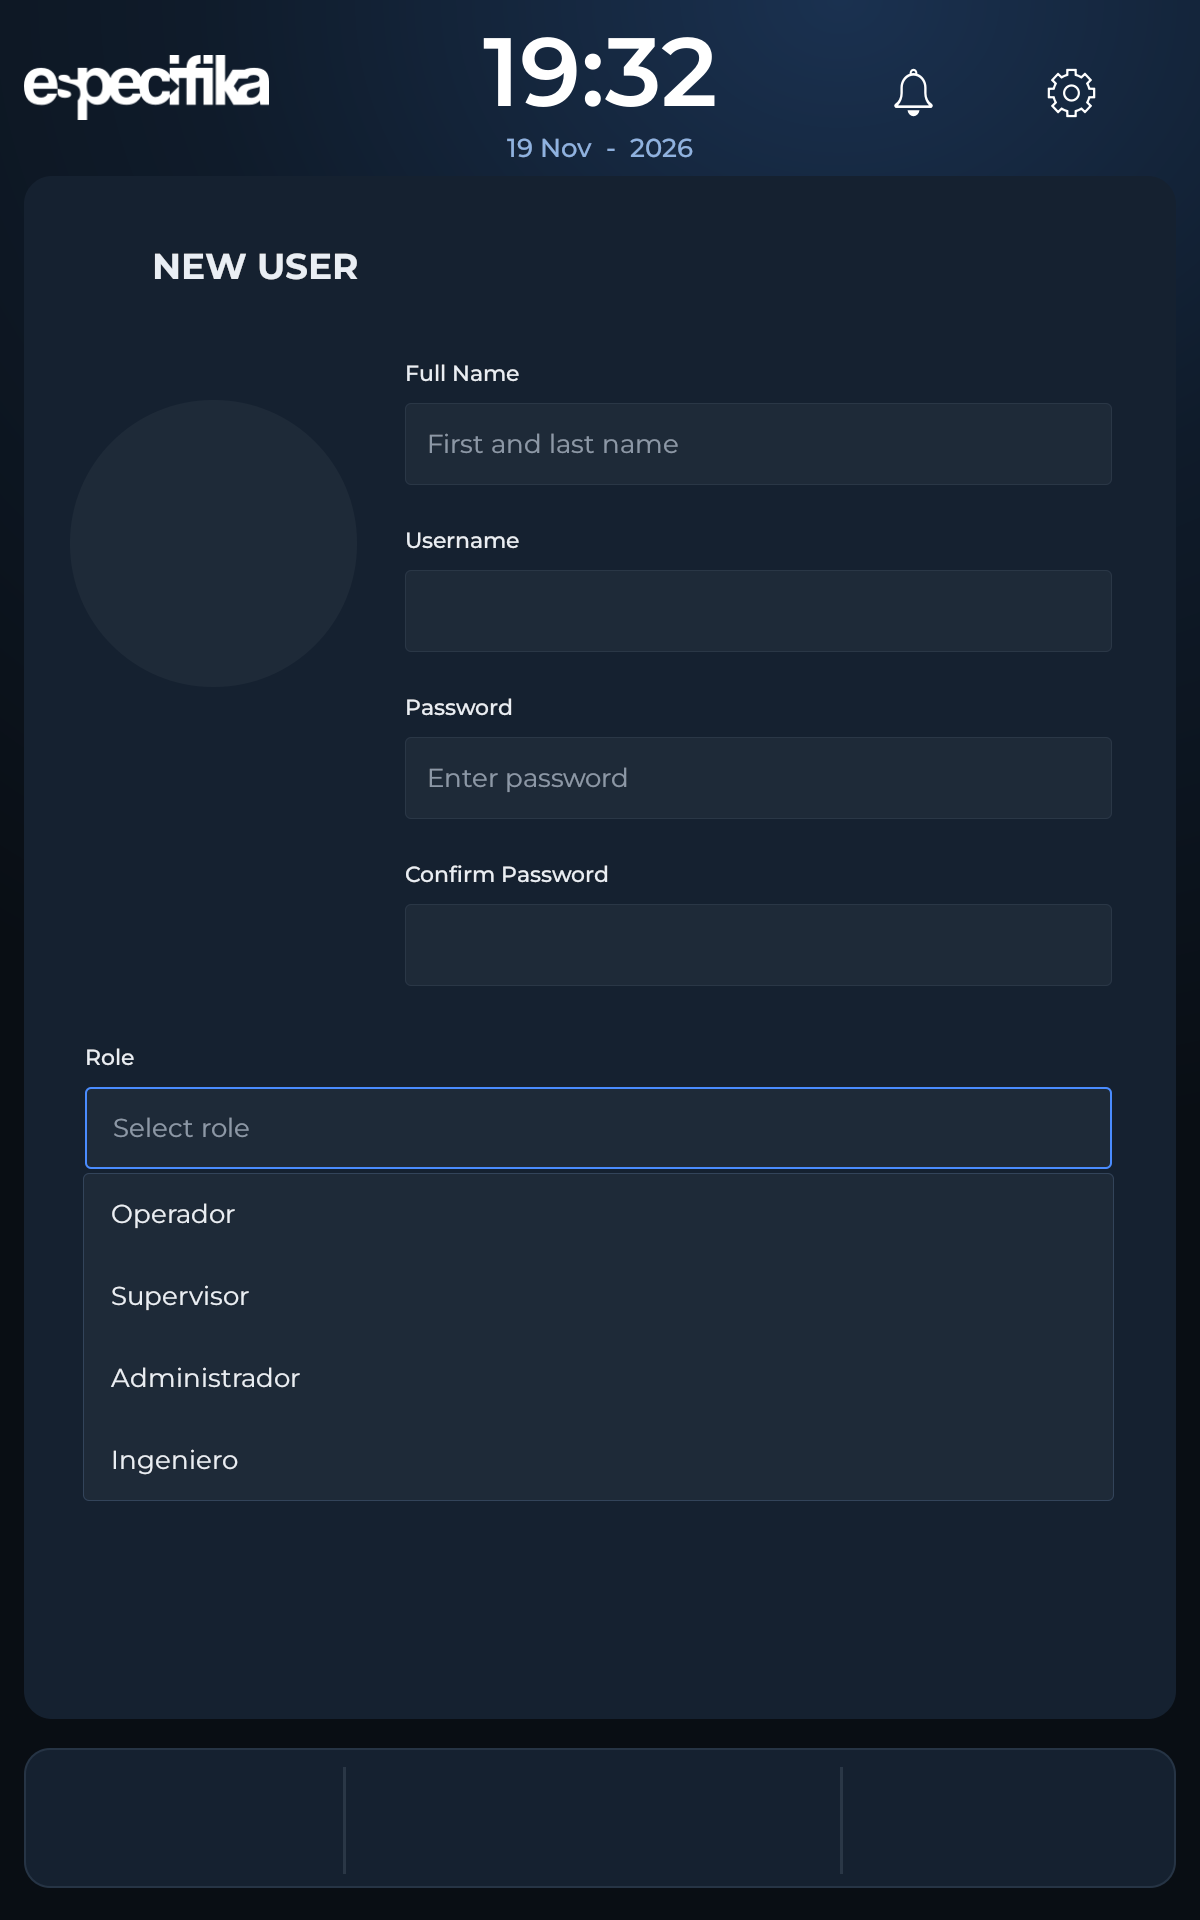 especifika
19:32
19 Nov - 2026
NEW USER
Full Name
First and last name
Username
Password
Enter password
Confirm Password
Role
Select role
Operador
Supervisor
Administrador
Ingeniero